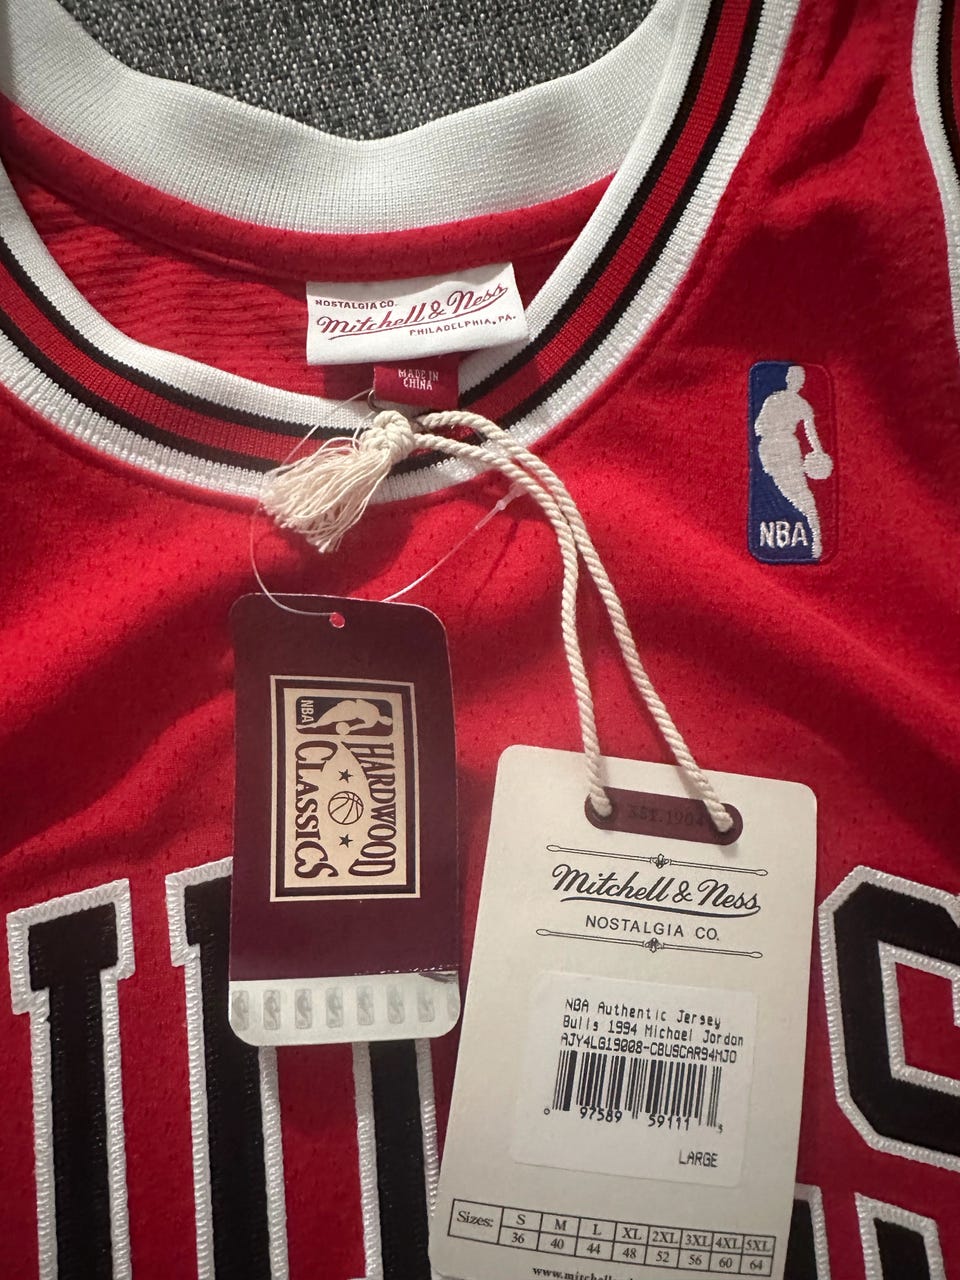 NOSTALGIA CO.
Mitchell & Ness
PHILADELPHIA, PA.
MADE IN
CHINA
NBA
NBA
HARDWOOD
CLASSICS
EST.1904
Mitchell & Ness
NOSTALGIA CO.
NBA Authentic Jersey
Bulls 1994 Michael Jordan
AJY4LG19008-CBUSCAR94MJO
0 97589 59111 3
LARGE
Sizes: S M L XL 2XL 3XL 4XL 5XL
36 40 44 48 52 56 60 64